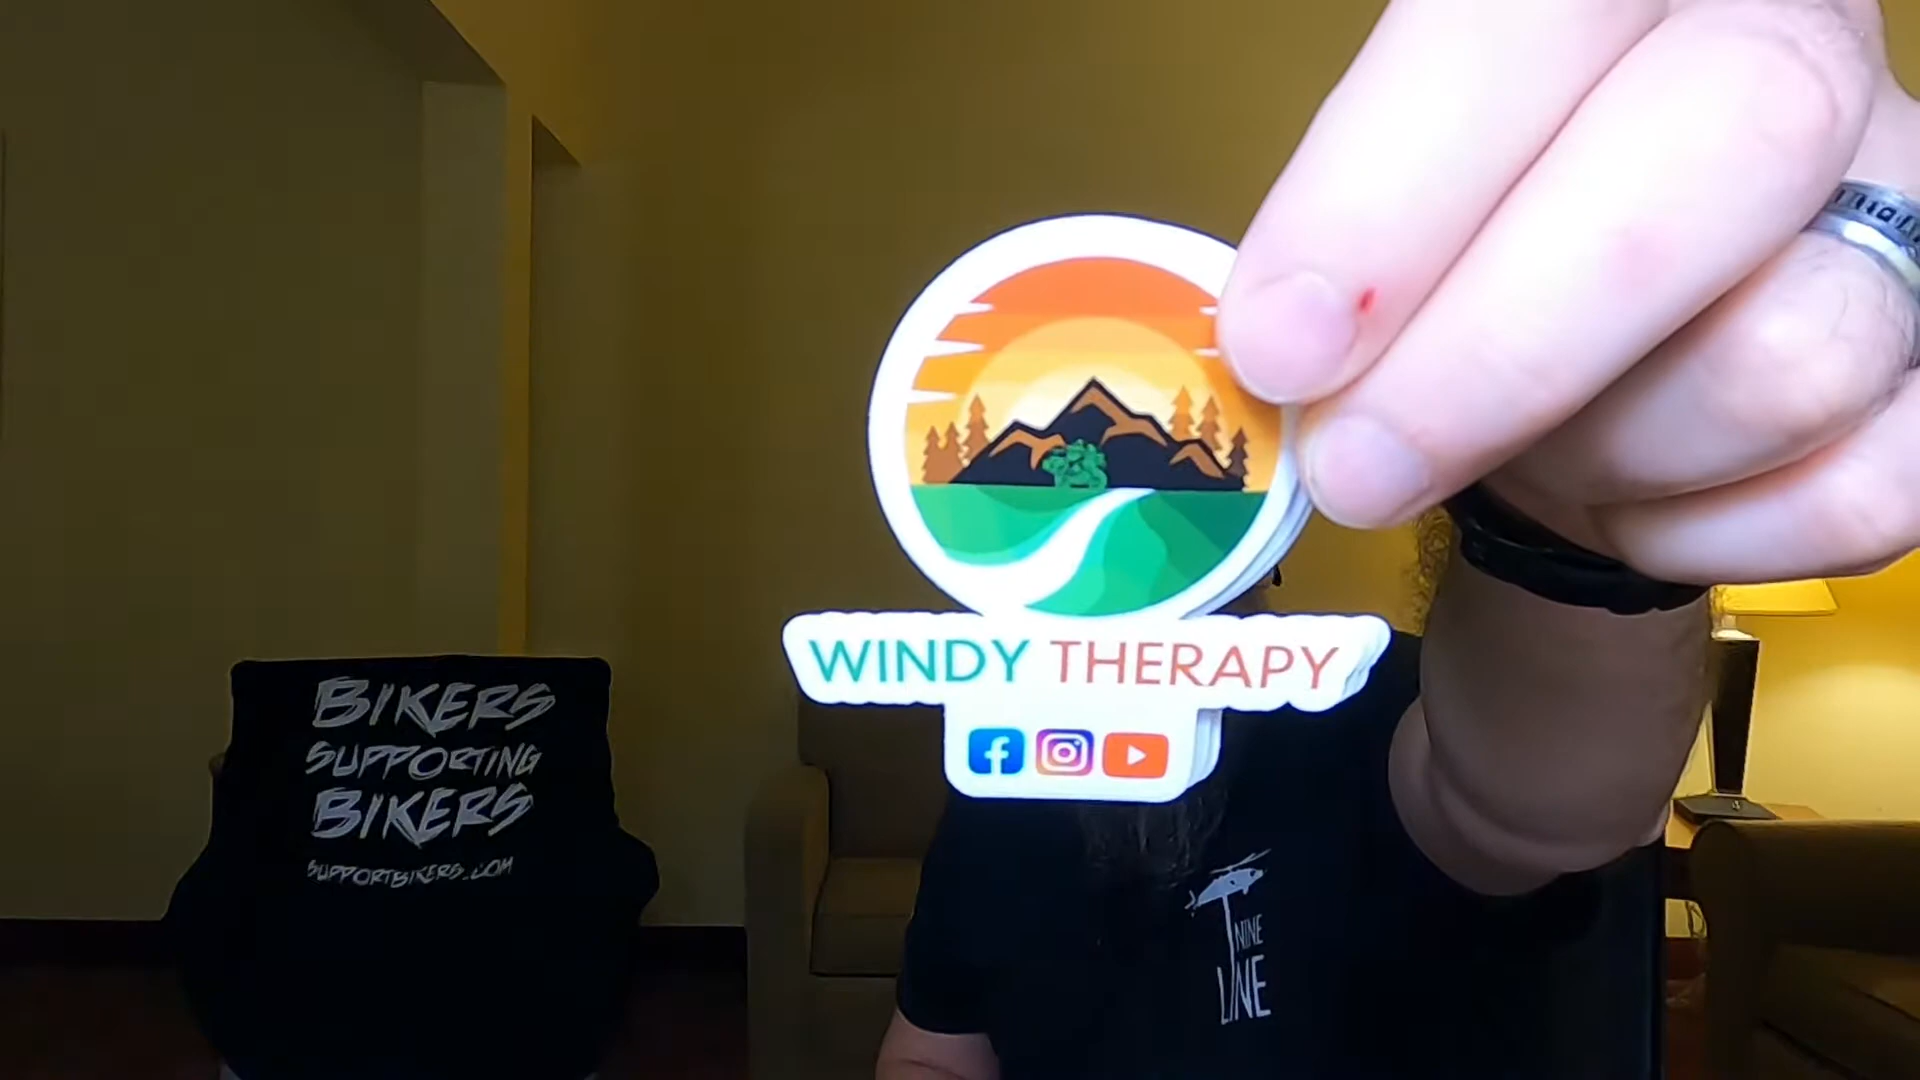 WINDY THERAPY
BIKERS
SUPPORTING
BIKERS
SUPPORTBIKERS.COM
NINE
LINE